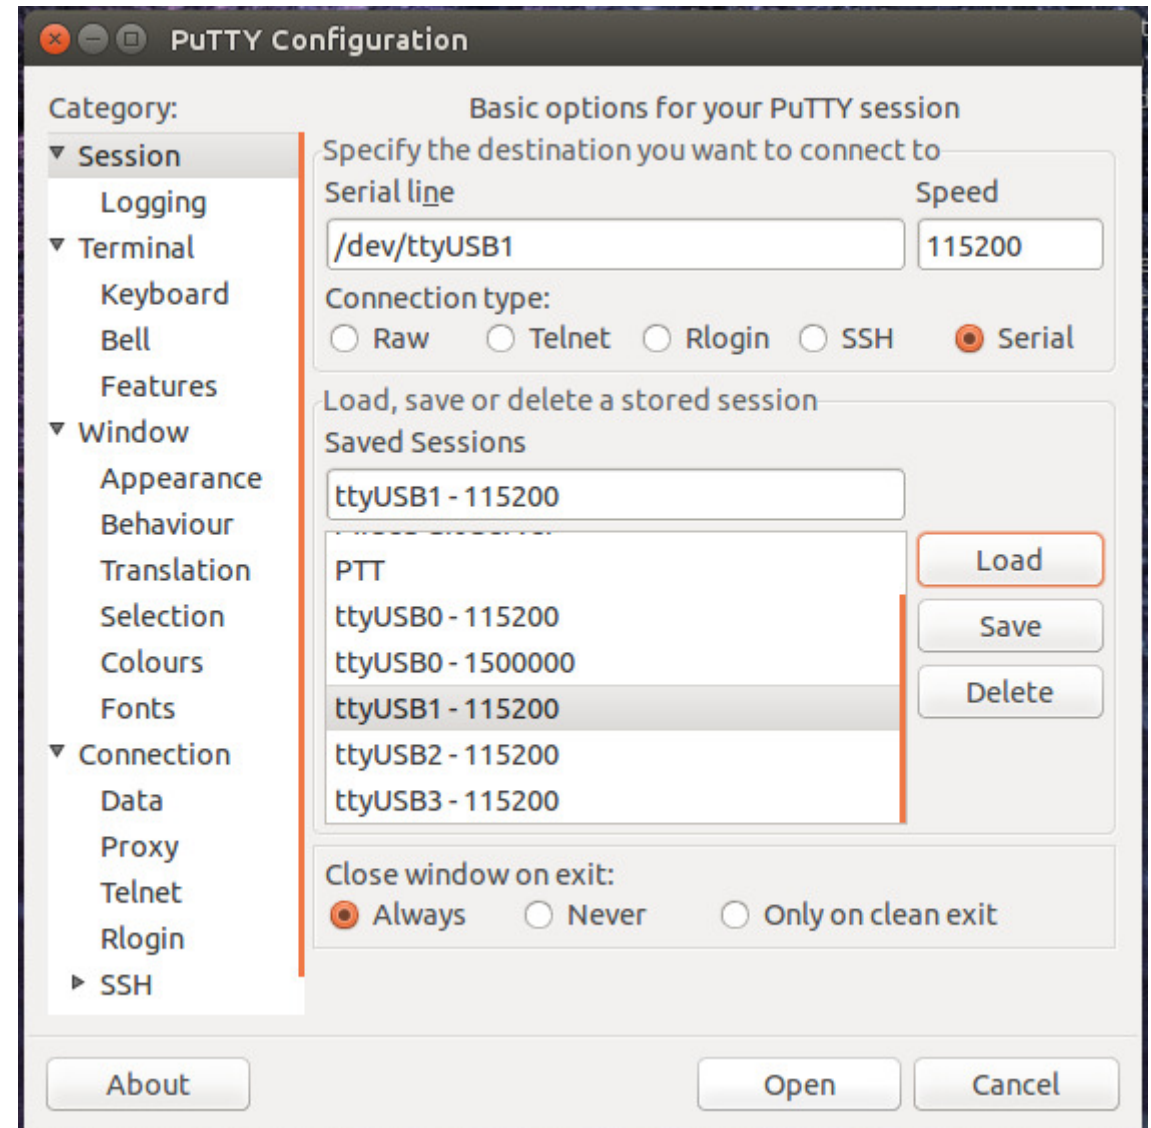 PuTTY Configuration
Category:
Session
Logging
Terminal
Keyboard
Bell
Features
Window
Appearance
Behaviour
Translation
Selection
Colours
Fonts
Connection
Data
Proxy
Telnet
Rlogin
SSH
Basic options for your PuTTY session
Specify the destination you want to connect to
Serial line Speed
/dev/ttyUSB1 115200
Connection type:
Raw Telnet Rlogin SSH Serial
Load, save or delete a stored session
Saved Sessions
ttyUSB1 - 115200
PTT
ttyUSB0 - 115200
ttyUSB0 - 1500000
ttyUSB1 - 115200
ttyUSB2 - 115200
ttyUSB3 - 115200
Load
Save
Delete
Close window on exit:
Always Never Only on clean exit
About Open Cancel